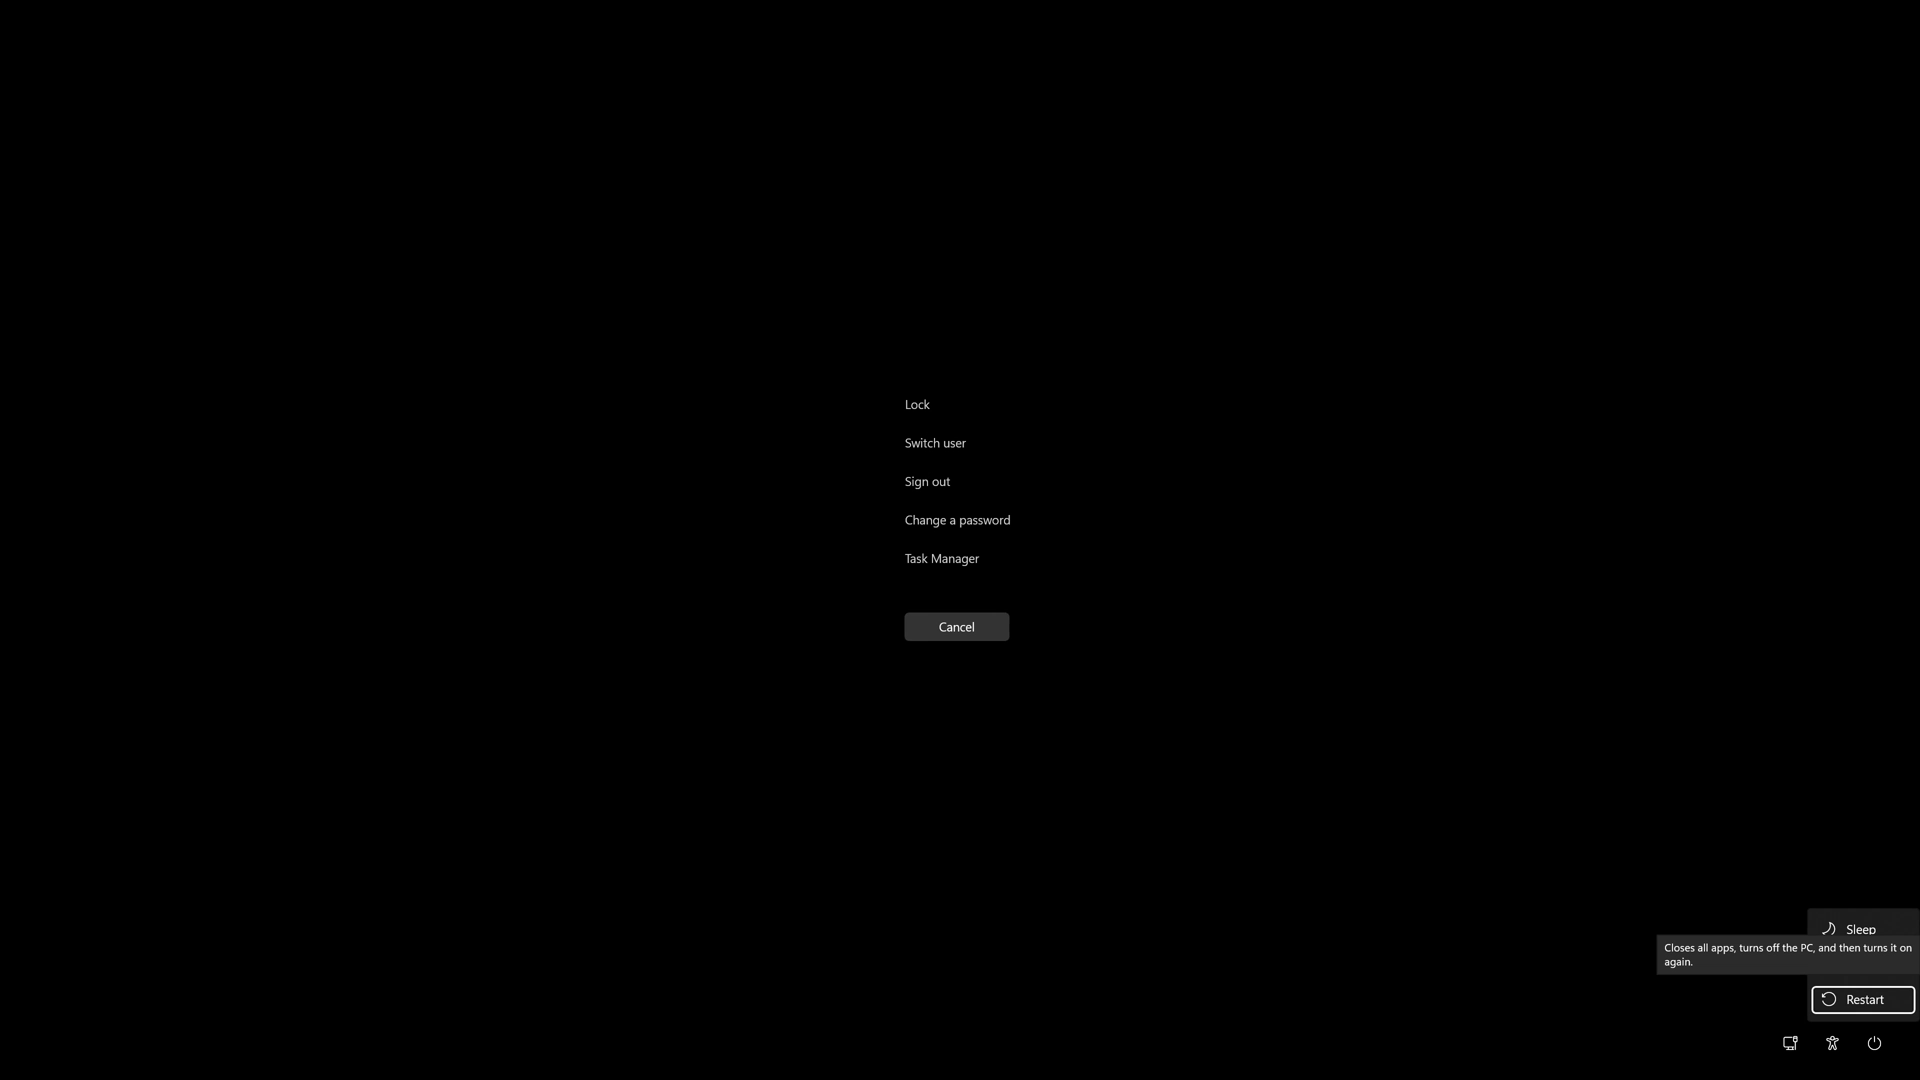 Lock
Switch user
Sign out
Change a password
Task Manager
Cancel
Sleep
Closes all apps, turns off the PC, and then turns it on
again.
Restart